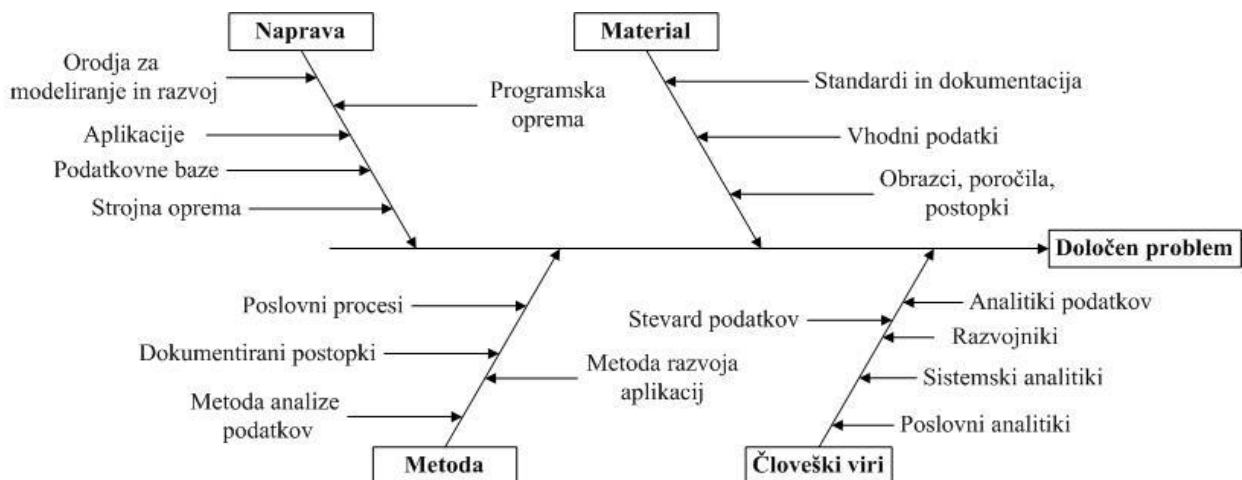 Naprava
Material
Orodja za
modeliranje in razvoj
Programska
oprema
Aplikacije
Podatkovne baze
Strojna oprema
Standardi in dokumentacija
Vhodni podatki
Obrazci, poročila,
postopki
Določen problem
Poslovni procesi
Dokumentirani postopki
Metoda razvoja
aplikacij
Metoda analize
podatkov
Stevard podatkov
Analitiki podatkov
Razvojniki
Sistemski analitiki
Poslovni analitiki
Metoda
Človeški viri